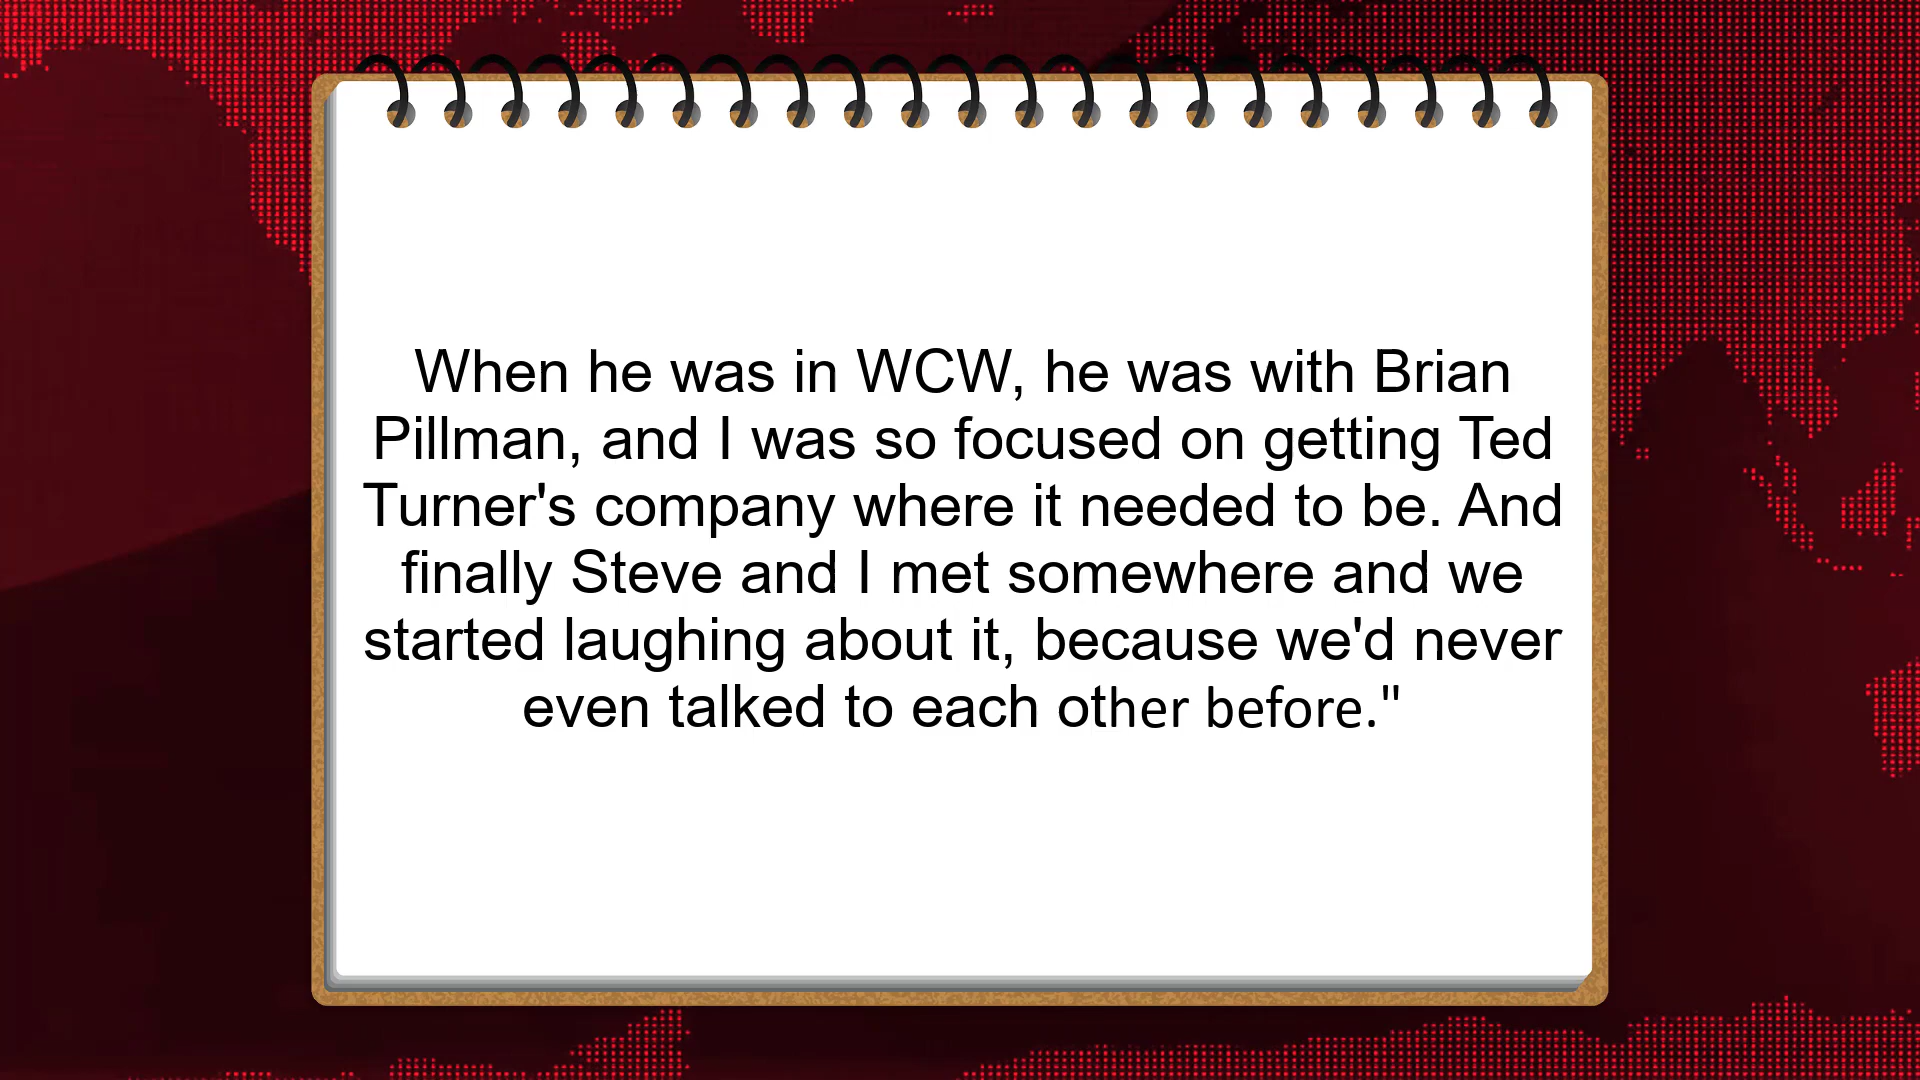 When he was in WCW, he was with Brian
Pillman, and I was so focused on getting Ted
Turner's company where it needed to be. And
finally Steve and I met somewhere and we
started laughing about it, because we'd never
even talked to each other before."